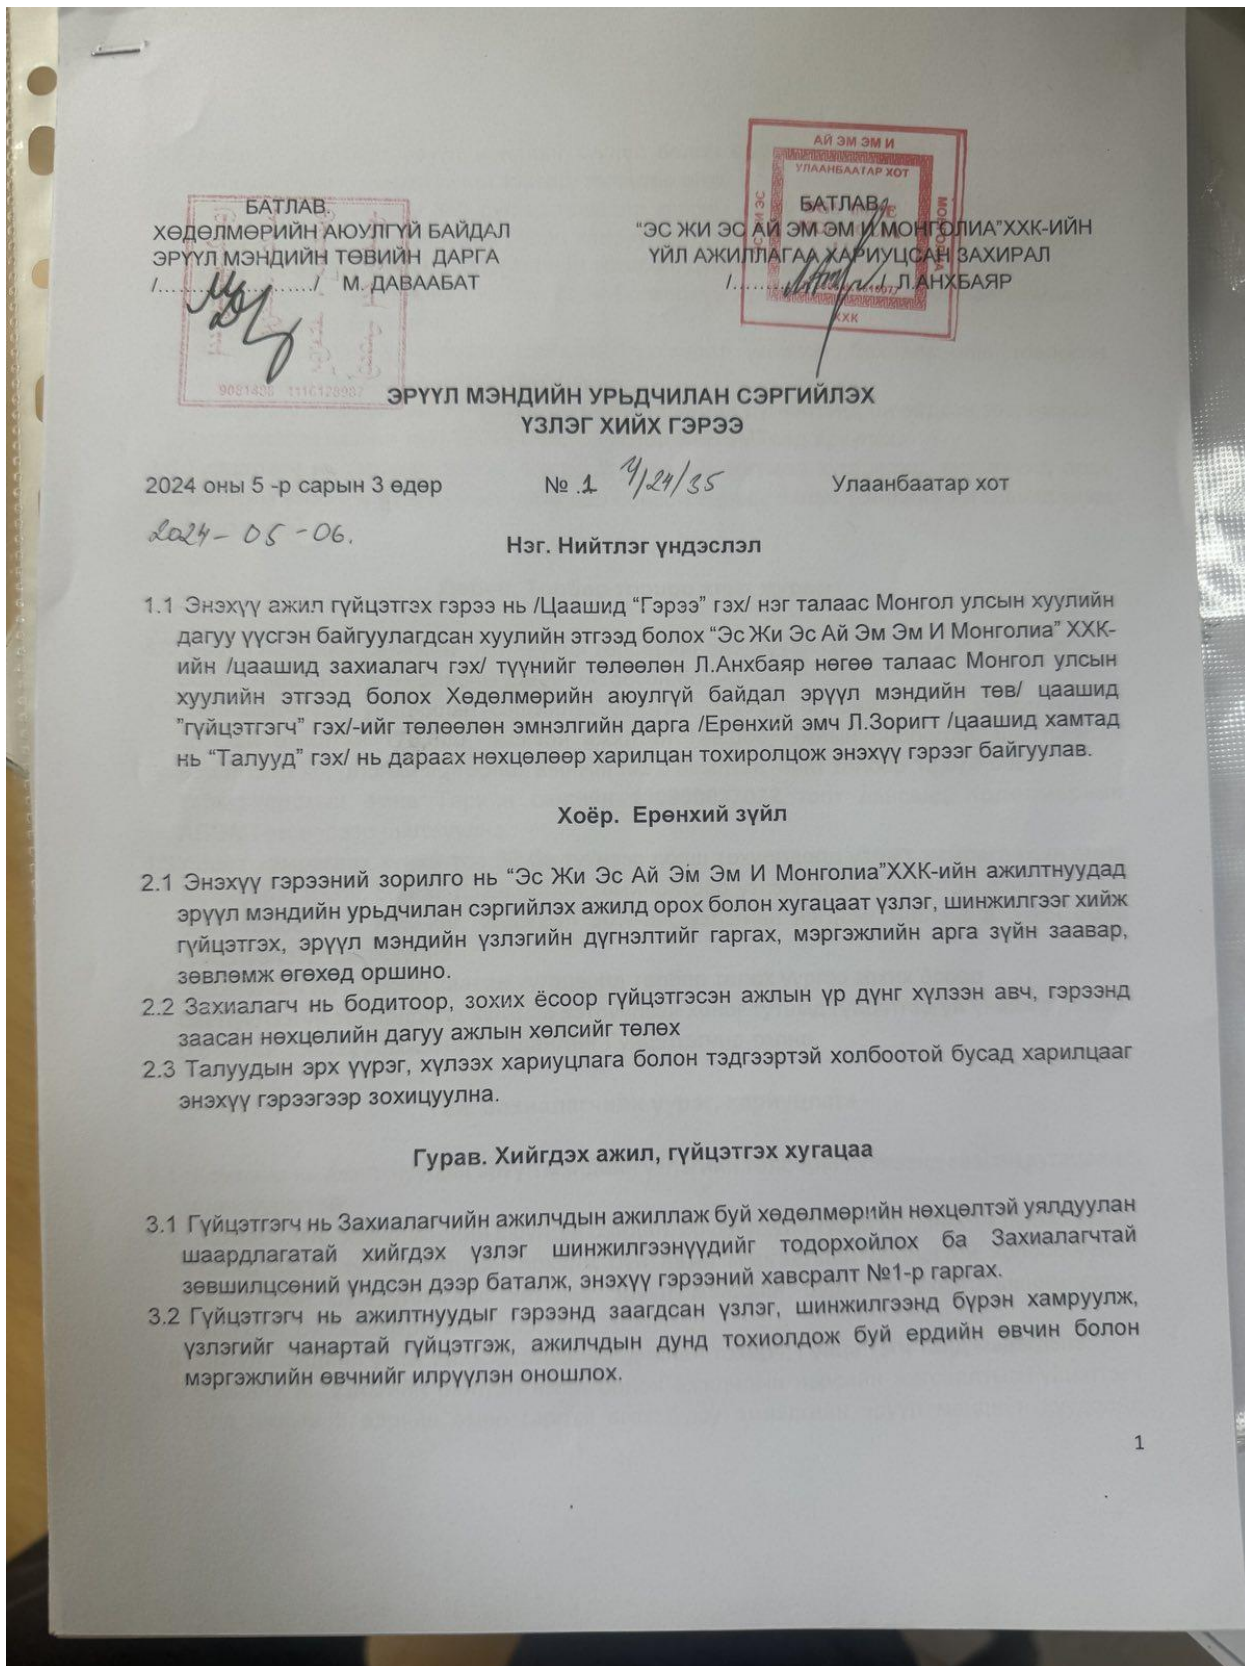 АЙ ЭМ ЭМ И
УЛААНБААТАР ХОТ
МОНГОЛИА
ХХК
БАТЛАВ.
ХӨДӨЛМӨРИЙН АЮУЛГҮЙ БАЙДАЛ
ЭРҮҮЛ МЭНДИЙН ТӨВИЙН ДАРГА
/......................./ М. ДАВААБАТ
БАТЛАВ.
"ЭС ЖИ ЭС АЙ ЭМ ЭМ И МОНГОЛИА"ХХК-ИЙН
ҮЙЛ АЖИЛЛАГАА ХАРИУЦСАН ЗАХИРАЛ
/......................./ Л.АНХБАЯР
ЭРҮҮЛ МЭНДИЙН УРЬДЧИЛАН СЭРГИЙЛЭХ
ҮЗЛЭГ ХИЙХ ГЭРЭЭ
2024 оны 5 -р сарын 3 өдөр № .1 У/24/35 Улаанбаатар хот
2024-05-06.
Нэг. Нийтлэг үндэслэл
1.1 Энэхүү ажил гүйцэтгэх гэрээ нь /Цаашид “Гэрээ” гэх/ нэг талаас Монгол улсын хуулийн
дагуу үүсгэн байгуулагдсан хуулийн этгээд болох “Эс Жи Эс Ай Эм Эм И Монголиа” ХХК-
ийн /цаашид захиалагч гэх/ түүнийг төлөөлөн Л.Анхбаяр нөгөө талаас Монгол улсын
хуулийн этгээд болох Хөдөлмөрийн аюулгүй байдал эрүүл мэндийн төв/ цаашид
”гүйцэтгэгч” гэх/-ийг төлөөлөн эмнэлгийн дарга /Ерөнхий эмч Л.Зоригт /цаашид хамтад
нь “Талууд” гэх/ нь дараах нөхцөлөөр харилцан тохиролцож энэхүү гэрээг байгуулав.
Хоёр. Ерөнхий зүйл
2.1 Энэхүү гэрээний зорилго нь “Эс Жи Эс Ай Эм Эм И Монголиа”ХХК-ийн ажилтнуудад
эрүүл мэндийн урьдчилан сэргийлэх ажилд орох болон хугацаат үзлэг, шинжилгээг хийж
гүйцэтгэх, эрүүл мэндийн үзлэгийн дүгнэлтийг гаргах, мэргэжлийн арга зүйн заавар,
зөвлөмж өгөхөд оршино.
2.2 Захиалагч нь бодитоор, зохих ёсоор гүйцэтгэсэн ажлын үр дүнг хүлээн авч, гэрээнд
заасан нөхцөлийн дагуу ажлын хөлсийг төлөх
2.3 Талуудын эрх үүрэг, хүлээх хариуцлага болон тэдгээртэй холбоотой бусад харилцааг
энэхүү гэрээгээр зохицуулна.
Гурав. Хийгдэх ажил, гүйцэтгэх хугацаа
3.1 Гүйцэтгэгч нь Захиалагчийн ажилчдын ажиллаж буй хөдөлмөрийн нөхцөлтэй уялдуулан
шаардлагатай хийгдэх үзлэг шинжилгээнүүдийг тодорхойлох ба Захиалагчтай
зөвшилцсөний үндсэн дээр баталж, энэхүү гэрээний хавсралт №1-р гаргах.
3.2 Гүйцэтгэгч нь ажилтнуудыг гэрээнд заагдсан үзлэг, шинжилгээнд бүрэн хамруулж,
үзлэгийг чанартай гүйцэтгэж, ажилчдын дунд тохиолдож буй ердийн өвчин болон
мэргэжлийн өвчнийг илрүүлэн оношлох.
1